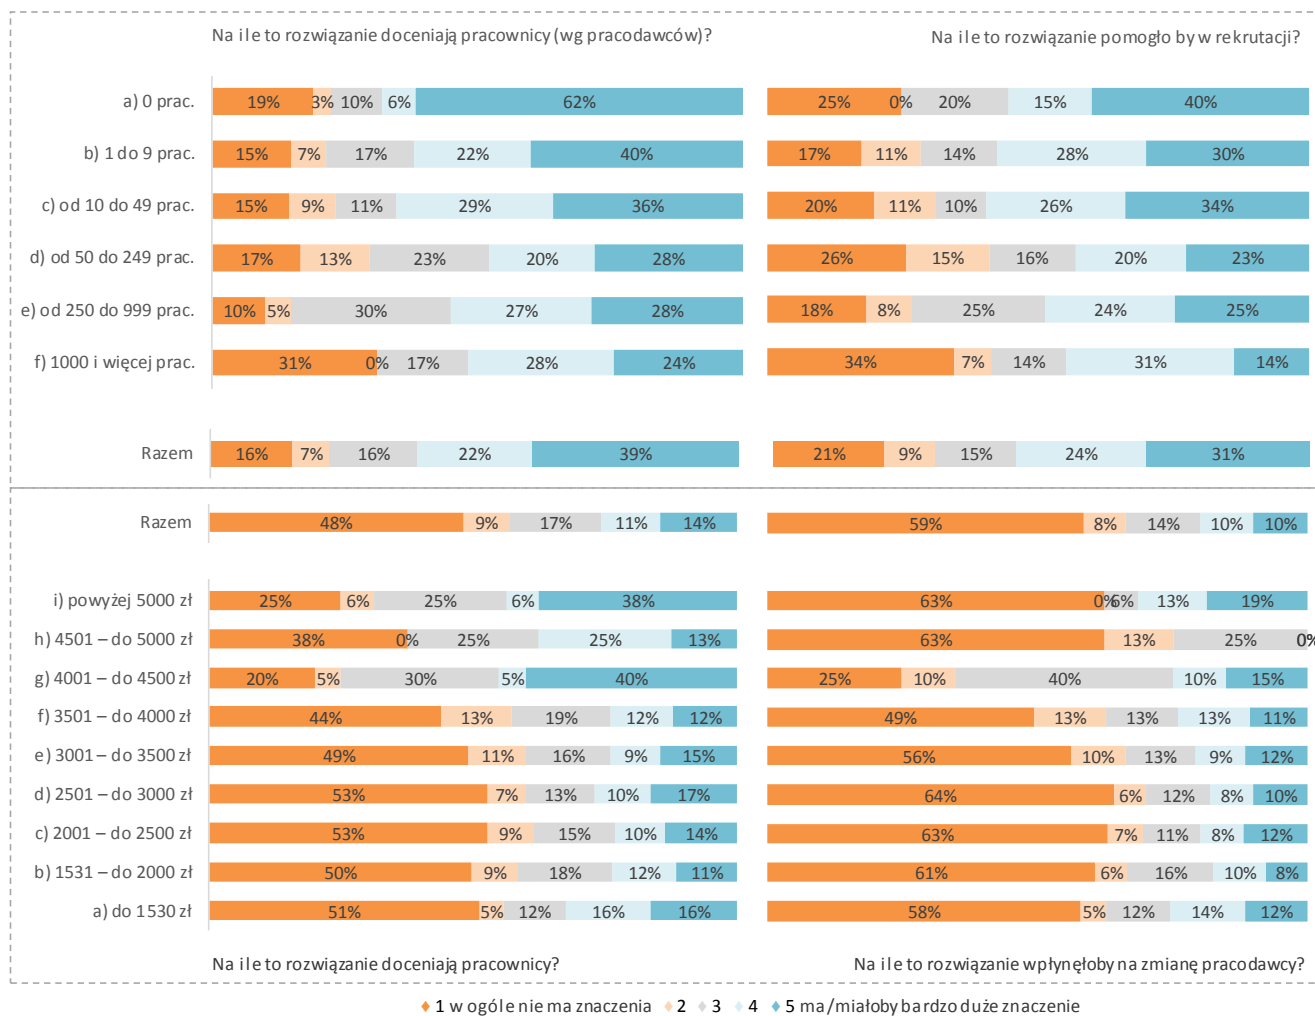 Na ile to rozwiązanie doceniają pracownicy (wg pracodawców)?
Na ile to rozwiązanie pomogło by w rekrutacji?
a) 0 prac. 19% 3% 10% 6% 62% 25% 0% 20% 15% 40%
b) 1 do 9 prac. 15% 7% 17% 22% 40% 17% 11% 14% 28% 30%
c) od 10 do 49 prac. 15% 9% 11% 29% 36% 20% 11% 10% 26% 34%
d) od 50 do 249 prac. 17% 13% 23% 20% 28% 26% 15% 16% 20% 23%
e) od 250 do 999 prac. 10% 5% 30% 27% 28% 18% 8% 25% 24% 25%
f) 1000 i więcej prac. 31% 0% 17% 28% 24% 34% 7% 14% 31% 14%
Razem 16% 7% 16% 22% 39% 21% 9% 15% 24% 31%
Razem 48% 9% 17% 11% 14% 59% 8% 14% 10% 10%
i) powyżej 5000 zł 25% 6% 25% 6% 38% 63% 0% 6% 13% 19%
h) 4501 – do 5000 zł 38% 0% 25% 25% 13% 63% 13% 25% 0%
g) 4001 – do 4500 zł 20% 5% 30% 5% 40% 25% 10% 40% 10% 15%
f) 3501 – do 4000 zł 44% 13% 19% 12% 12% 49% 13% 13% 13% 11%
e) 3001 – do 3500 zł 49% 11% 16% 9% 15% 56% 10% 13% 9% 12%
d) 2501 – do 3000 zł 53% 7% 13% 10% 17% 64% 6% 12% 8% 10%
c) 2001 – do 2500 zł 53% 9% 15% 10% 14% 63% 7% 11% 8% 12%
b) 1531 – do 2000 zł 50% 9% 18% 12% 11% 61% 6% 16% 10% 8%
a) do 1530 zł 51% 5% 12% 16% 16% 58% 5% 12% 14% 12%
Na ile to rozwiązanie doceniają pracownicy?
Na ile to rozwiązanie wpłynęłoby na zmianę pracodawcy?
1 w ogóle nie ma znaczenia 2 3 4 5 ma/miałoby bardzo duże znaczenie